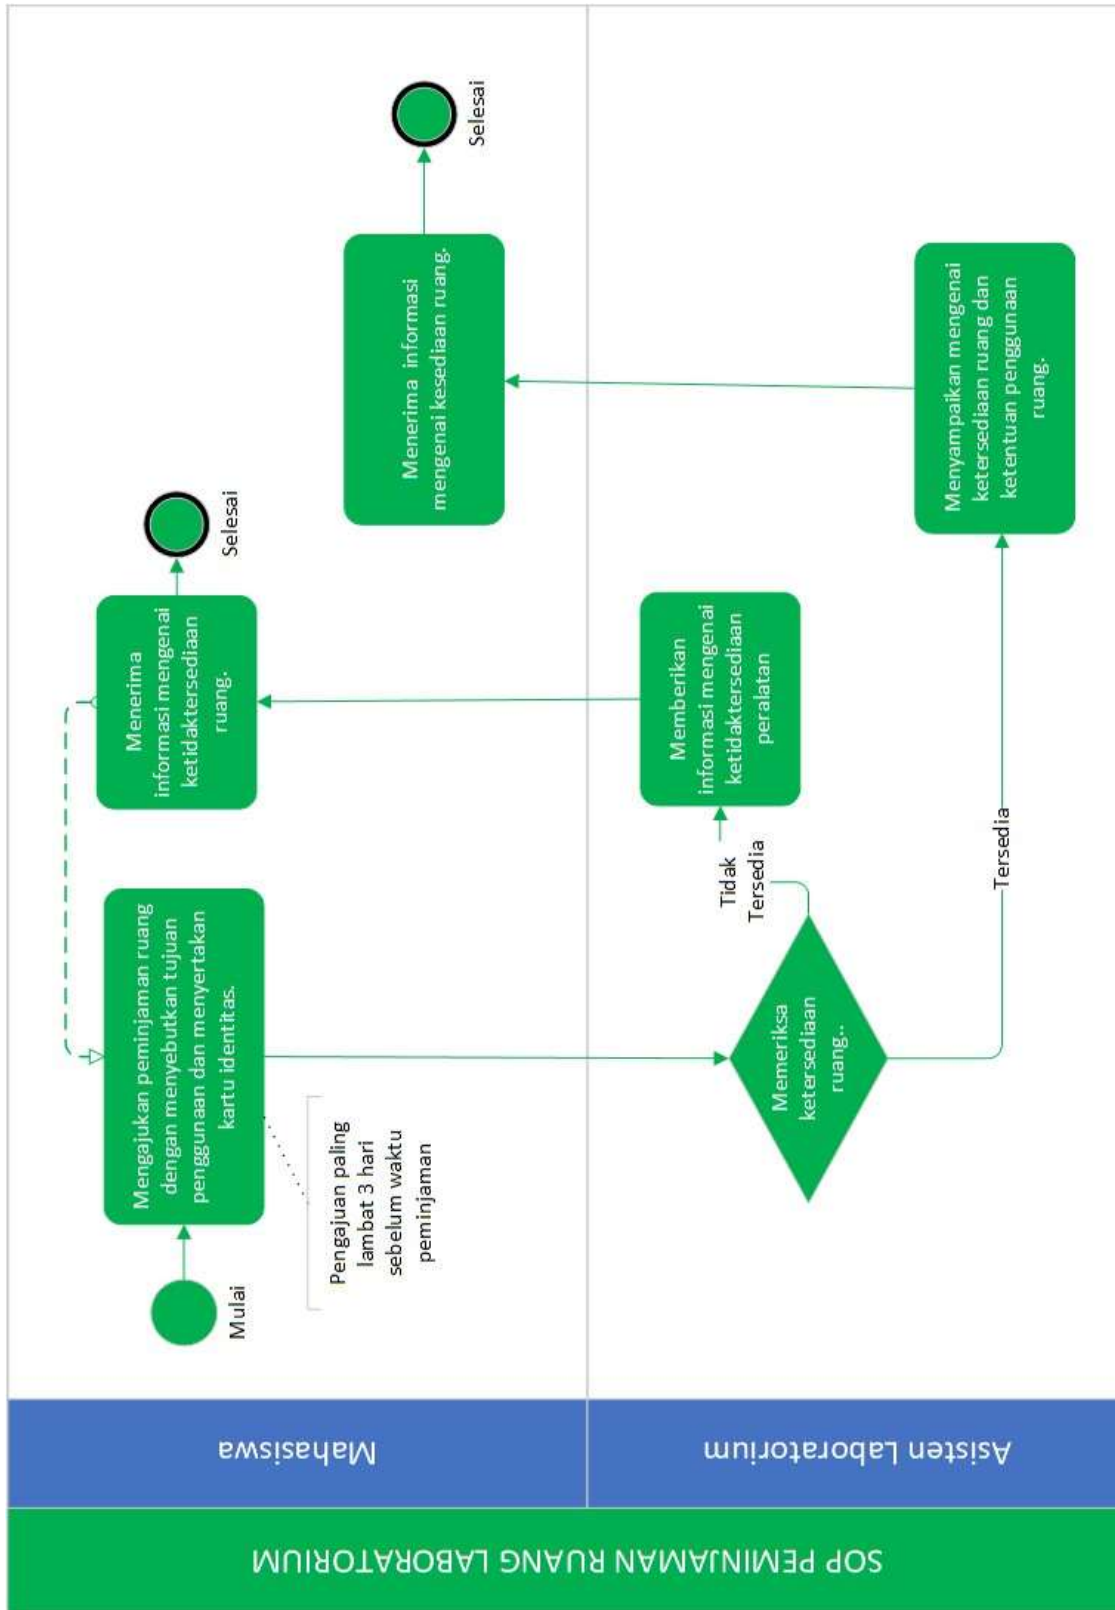 SOP PEMINJAMAN RUANG LABORATORIUM
Mahasiswa
Mulai
Mengajukan peminjaman ruang
dengan menyebutkan tujuan
penggunaan dan menyertakan
kartu identitas.
Pengajuan paling
lambat 3 hari
sebelum waktu
peminjaman
Menerima
informasi mengenai
ketidaktersediaan
ruang.
Selesai
Menerima informasi
mengenai kesediaan ruang.
Selesai
Asisten Laboratorium
Memeriksa
ketersediaan
ruang..
Tidak
Tersedia
Memberikan
informasi mengenai
ketidaktersediaan
peralatan
Tersedia
Menyampaikan mengenai
ketersediaan ruang dan
ketentuan penggunaan
ruang.